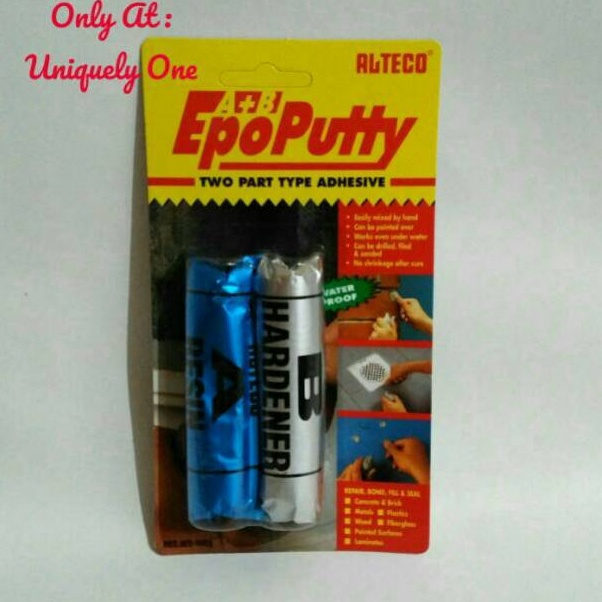 Only At :
Uniquely One
ALTECO
A+B
EpoPutty
TWO PART TYPE ADHESIVE
• Easily mixed by hand
• Can be painted over
• Works even under water
• Can be drilled, filed
& sanded
• No shrinkage after cure
WATER
PROOF
A
RESIN
B
HARDENER
REPAIR, BOND, FILL & SEAL
Concrete & Brick
Metals Plastics
Wood Fiberglass
Painted Surfaces
Laminates